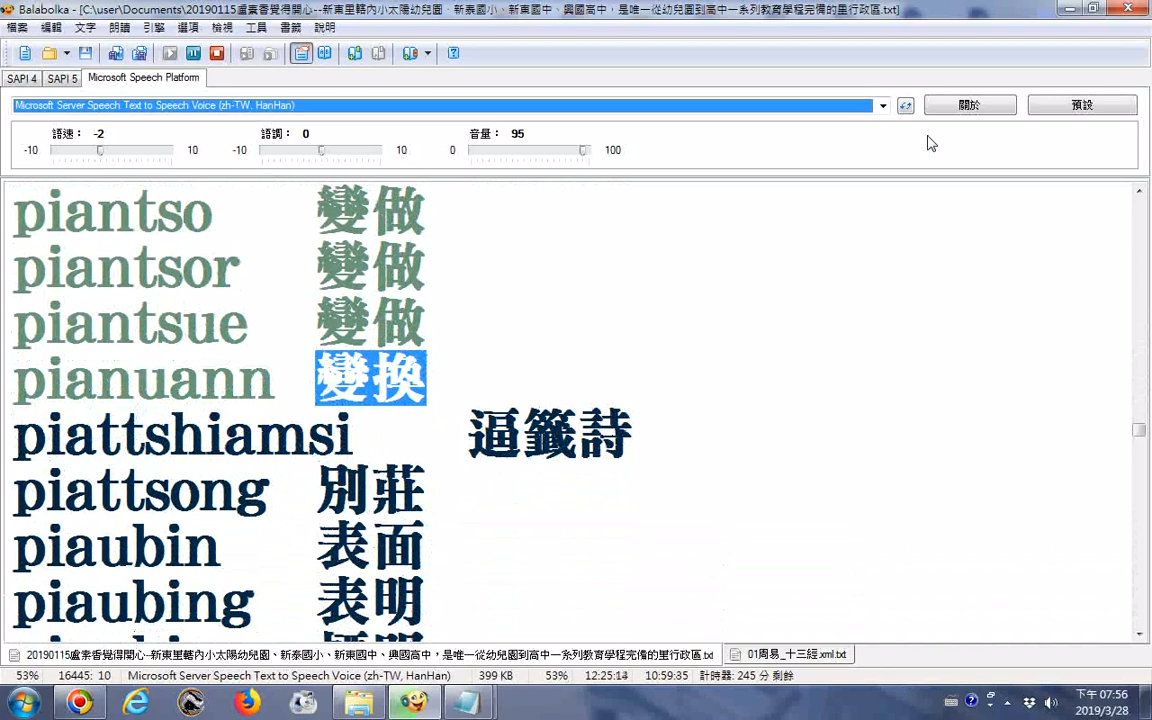 Balabolka - [C:\user\Documents\20190115盧素香覺得開心--新東里轄內小太陽幼兒園、新泰國小、新東國中、興國高中，是唯一從幼兒園到高中一系列教育學程完備的里行政區.txt]
檔案 編輯 文字 朗讀 引擎 選項 檢視 工具 書籤 說明
SAPI 4 SAPI 5 Microsoft Speech Platform
Microsoft Server Speech Text to Speech Voice (zh-TW, HanHan) 關於 預設
語速： -2 語調： 0 音量： 95
-10 10 -10 10 0 100
piantso 變做
piantsor 變做
piantsue 變做
pianuann 變換
piattshiamsi 逼籤詩
piattsong 別莊
piaubin 表面
piaubing 表明
20190115盧素香覺得開心--新東里轄內小太陽幼兒園、新泰國小、新東國中、興國高中，是唯一從幼兒園到高中一系列教育學程完備的里行政區.txt 01周易_十三經.xml.txt
53% 16445: 10 Microsoft Server Speech Text to Speech Voice (zh-TW, HanHan) 399 KB 53% 12:25:14 10:59:35 計時器: 245 分 剩餘
下午 07:56
2019/3/28